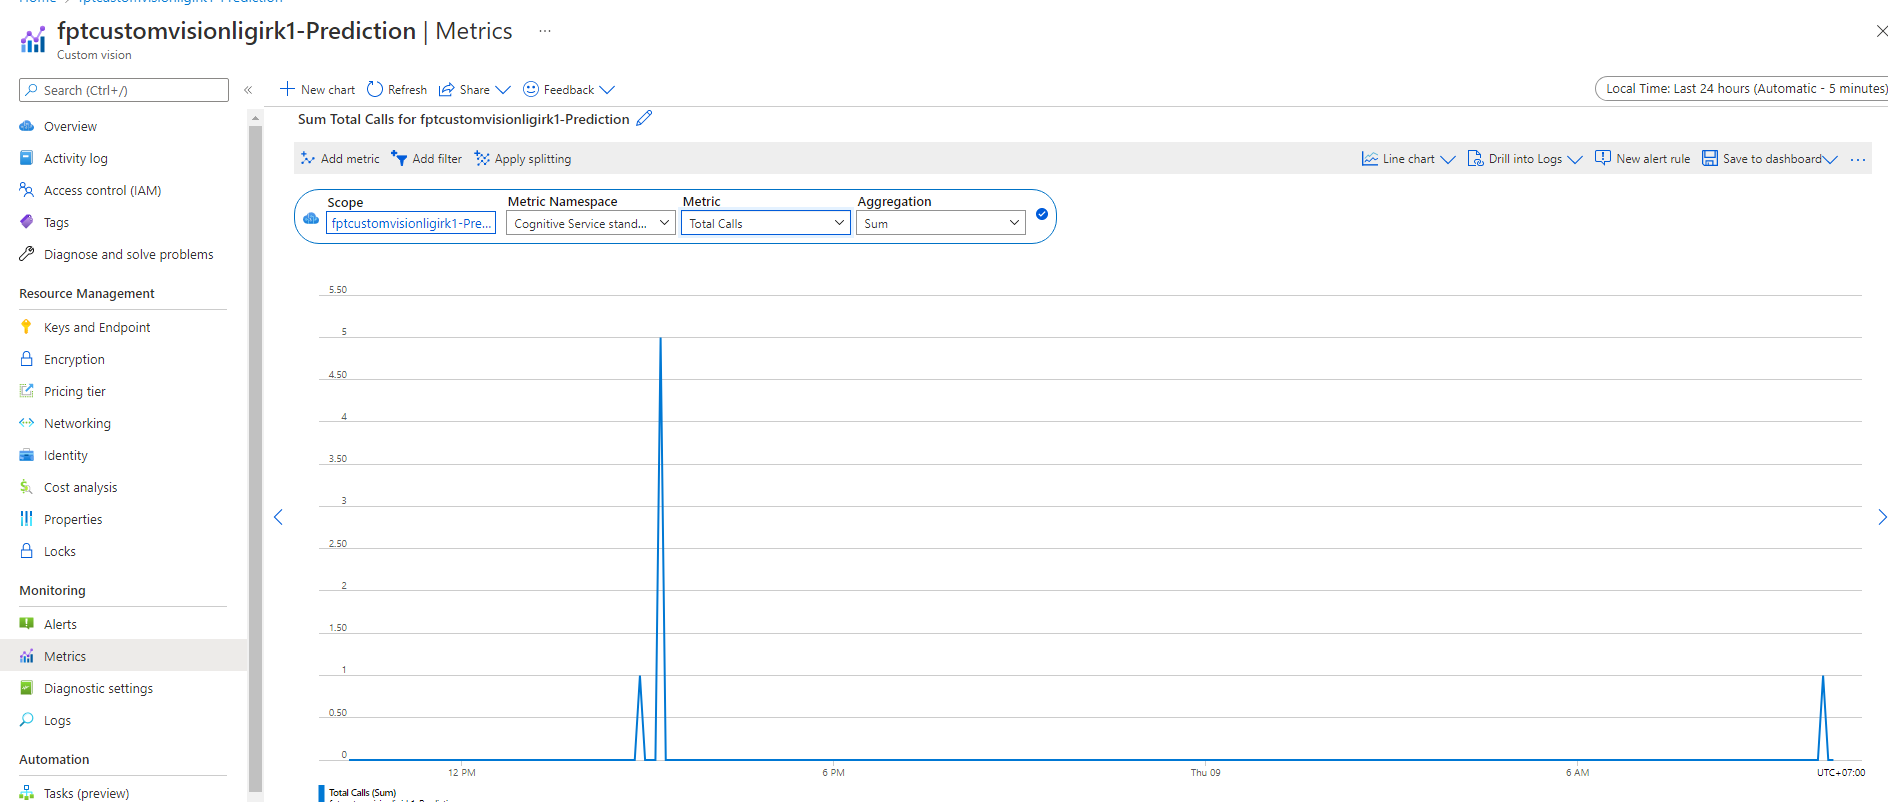 Home > fptcustomvisionligirk1-Prediction
fptcustomvisionligirk1-Prediction | Metrics ...
Custom vision
Search (Ctrl+/)
«
New chart
Refresh
Share
Feedback
Local Time: Last 24 hours (Automatic - 5 minutes)
Overview
Activity log
Access control (IAM)
Tags
Diagnose and solve problems
Resource Management
Keys and Endpoint
Encryption
Pricing tier
Networking
Identity
Cost analysis
Properties
Locks
Monitoring
Alerts
Metrics
Diagnostic settings
Logs
Automation
Tasks (preview)
Sum Total Calls for fptcustomvisionligirk1-Prediction
Add metric
Add filter
Apply splitting
Line chart
Drill into Logs
New alert rule
Save to dashboard
...
Scope
fptcustomvisionligirk1-Pre...
Metric Namespace
Cognitive Service stand...
Metric
Total Calls
Aggregation
Sum
5.50
5
4.50
4
3.50
3
2.50
2
1.50
1
0.50
0
12 PM
6 PM
Thu 09
6 AM
UTC+07:00
Total Calls (Sum)